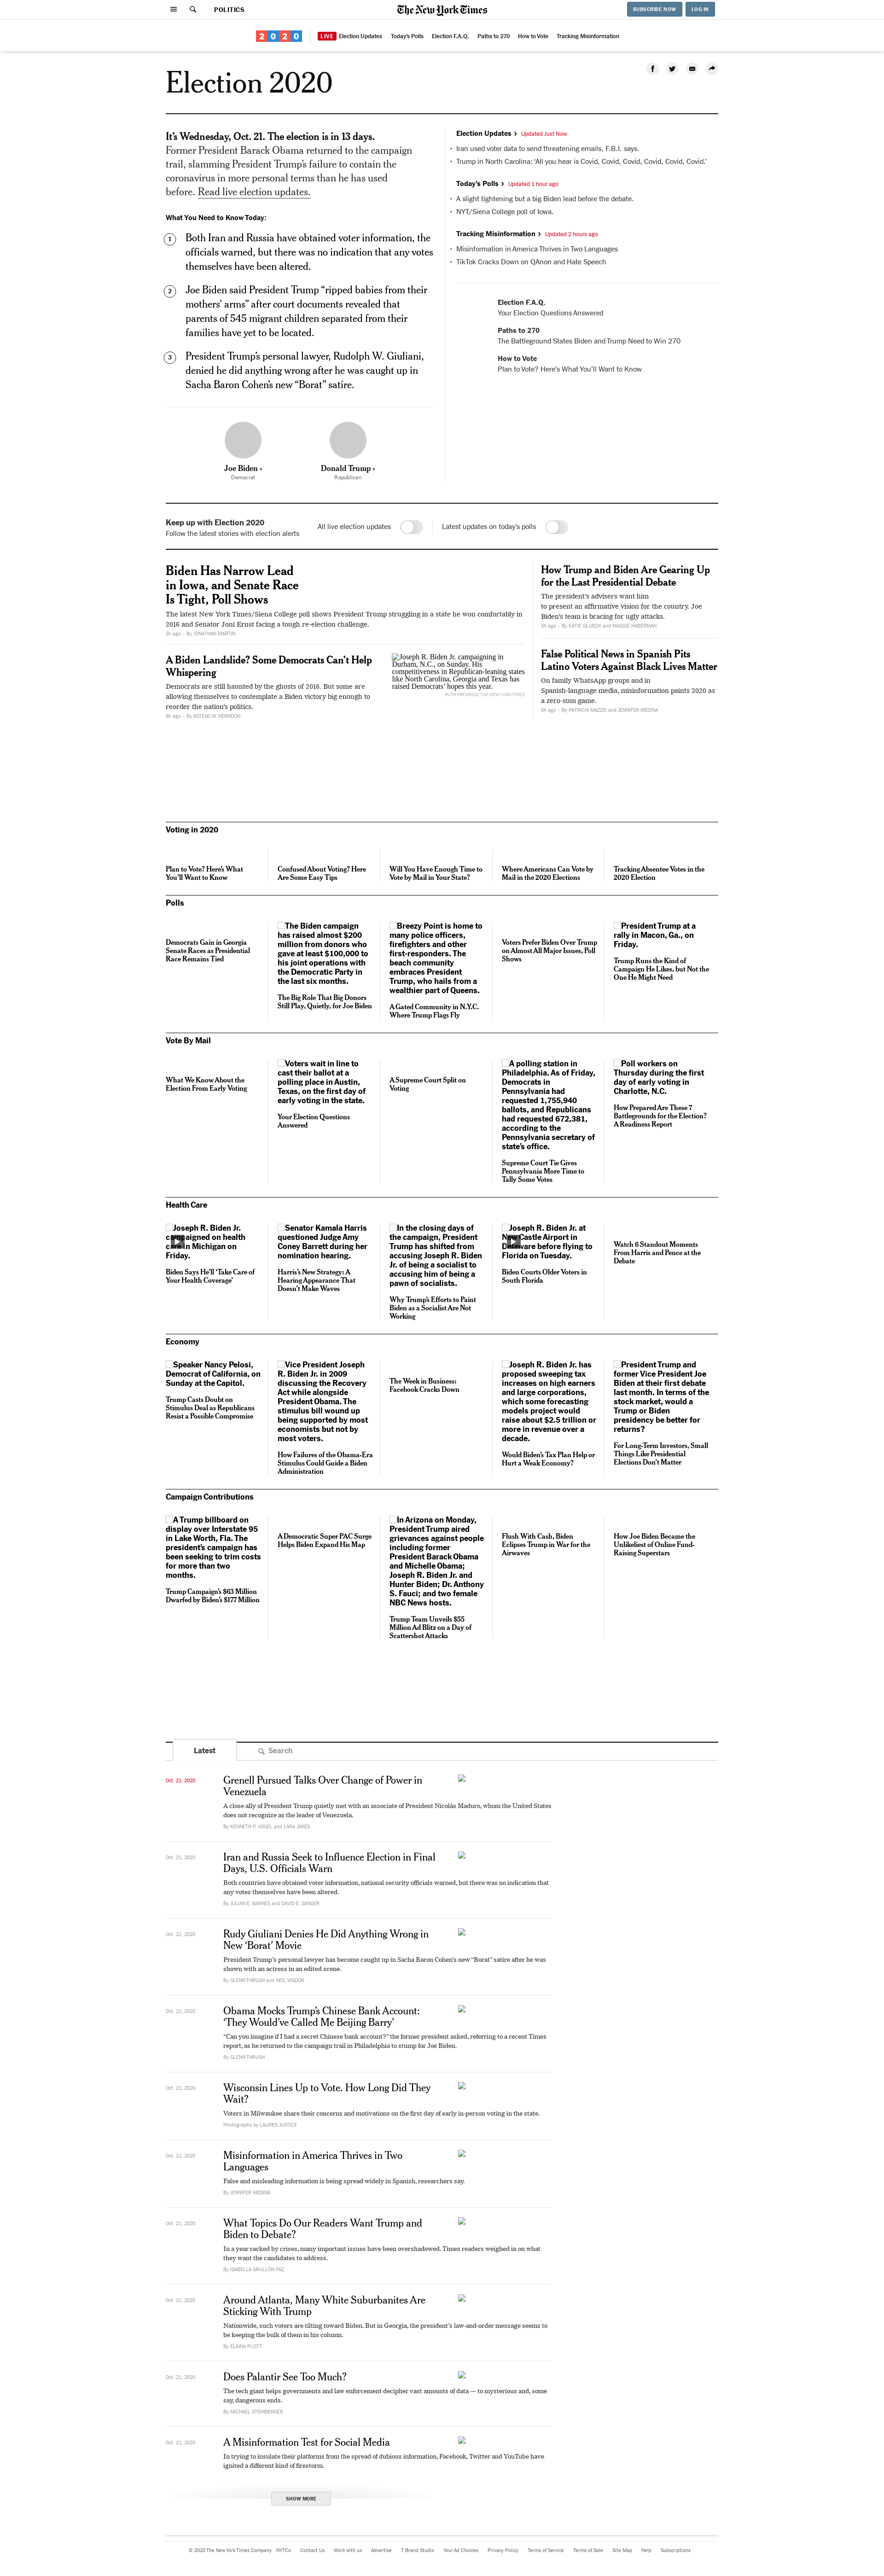 POLITICS
The New York Times
SUBSCRIBE NOW
LOG IN
2020
LIVE Election Updates
Today's Polls
Election F.A.Q.
Paths to 270
How to Vote
Tracking Misinformation
Election 2020
It's Wednesday, Oct. 21. The election is in 13 days.
Former President Barack Obama returned to the campaign
trail, slamming President Trump's failure to contain the
coronavirus in more personal terms than he has used
before. Read live election updates.
What You Need to Know Today:
1
Both Iran and Russia have obtained voter information, the
officials warned, but there was no indication that any votes
themselves have been altered.
2
Joe Biden said President Trump “ripped babies from their
mothers' arms” after court documents revealed that
parents of 545 migrant children separated from their
families have yet to be located.
3
President Trump's personal lawyer, Rudolph W. Giuliani,
denied he did anything wrong after he was caught up in
Sacha Baron Cohen's new “Borat” satire.
Joe Biden ›
Democrat
Donald Trump ›
Republican
Election Updates › Updated Just Now
• Iran used voter data to send threatening emails, F.B.I. says.
• Trump in North Carolina: ‘All you hear is Covid, Covid, Covid, Covid, Covid, Covid.’
Today's Polls › Updated 1 hour ago
• A slight tightening but a big Biden lead before the debate.
• NYT/Siena College poll of Iowa.
Tracking Misinformation › Updated 2 hours ago
• Misinformation in America Thrives in Two Languages
• TikTok Cracks Down on QAnon and Hate Speech
Election F.A.Q.
Your Election Questions Answered
Paths to 270
The Battleground States Biden and Trump Need to Win 270
How to Vote
Plan to Vote? Here's What You'll Want to Know
Keep up with Election 2020
Follow the latest stories with election alerts
All live election updates
Latest updates on today's polls
Biden Has Narrow Lead
in Iowa, and Senate Race
Is Tight, Poll Shows
The latest New York Times/Siena College poll shows President Trump struggling in a state he won comfortably in
2016 and Senator Joni Ernst facing a tough re-election challenge.
5h ago – By JONATHAN MARTIN
A Biden Landslide? Some Democrats Can't Help
Whispering
Democrats are still haunted by the ghosts of 2016. But some are
allowing themselves to contemplate a Biden victory big enough to
reorder the nation's politics.
8h ago – By ASTEAD W. HERNDON
Joseph R. Biden Jr. campaigning in
Durham, N.C., on Sunday. His
competitiveness in Republican-leaning states
like North Carolina, Georgia and Texas has
raised Democrats' hopes this year.
RUTH FREMSON/THE NEW YORK TIMES
How Trump and Biden Are Gearing Up
for the Last Presidential Debate
The president's advisers want him
to present an affirmative vision for the country. Joe
Biden's team is bracing for ugly attacks.
5h ago – By KATIE GLUECK and MAGGIE HABERMAN
False Political News in Spanish Pits
Latino Voters Against Black Lives Matter
On family WhatsApp groups and in
Spanish-language media, misinformation paints 2020 as
a zero-sum game.
6h ago – By PATRICIA MAZZEI and JENNIFER MEDINA
Voting in 2020
Plan to Vote? Here's What
You'll Want to Know
Confused About Voting? Here
Are Some Easy Tips
Will You Have Enough Time to
Vote by Mail in Your State?
Where Americans Can Vote by
Mail in the 2020 Elections
Tracking Absentee Votes in the
2020 Election
Polls
Democrats Gain in Georgia
Senate Races as Presidential
Race Remains Tied
The Biden campaign
has raised almost $200
million from donors who
gave at least $100,000 to
his joint operations with
the Democratic Party in
the last six months.
The Big Role That Big Donors
Still Play, Quietly, for Joe Biden
Breezy Point is home to
many police officers,
firefighters and other
first-responders. The
beach community
embraces President
Trump, who hails from a
wealthier part of Queens.
A Gated Community in N.Y.C.
Where Trump Flags Fly
Voters Prefer Biden Over Trump
on Almost All Major Issues, Poll
Shows
President Trump at a
rally in Macon, Ga., on
Friday.
Trump Runs the Kind of
Campaign He Likes, but Not the
One He Might Need
Vote By Mail
What We Know About the
Election From Early Voting
Voters wait in line to
cast their ballot at a
polling place in Austin,
Texas, on the first day of
early voting in the state.
Your Election Questions
Answered
A Supreme Court Split on
Voting
A polling station in
Philadelphia. As of Friday,
Democrats in
Pennsylvania had
requested 1,755,940
ballots, and Republicans
had requested 672,381,
according to the
Pennsylvania secretary of
state's office.
Supreme Court Tie Gives
Pennsylvania More Time to
Tally Some Votes
Poll workers on
Thursday during the first
day of early voting in
Charlotte, N.C.
How Prepared Are These 7
Battlegrounds for the Election?
A Readiness Report
Health Care
Joseph R. Biden Jr.
campaigned on health
care in Michigan on
Friday.
Biden Says He'll ‘Take Care of
Your Health Coverage’
Senator Kamala Harris
questioned Judge Amy
Coney Barrett during her
nomination hearing.
Harris's New Strategy: A
Hearing Appearance That
Doesn't Make Waves
In the closing days of
the campaign, President
Trump has shifted from
accusing Joseph R. Biden
Jr. of being a socialist to
accusing him of being a
pawn of socialists.
Why Trump's Efforts to Paint
Biden as a Socialist Are Not
Working
Joseph R. Biden Jr. at
New Castle Airport in
Delaware before flying to
Florida on Tuesday.
Biden Courts Older Voters in
South Florida
Watch 6 Standout Moments
From Harris and Pence at the
Debate
Economy
Speaker Nancy Pelosi,
Democrat of California, on
Sunday at the Capitol.
Trump Casts Doubt on
Stimulus Deal as Republicans
Resist a Possible Compromise
Vice President Joseph
R. Biden Jr. in 2009
discussing the Recovery
Act while alongside
President Obama. The
stimulus bill wound up
being supported by most
economists but not by
most voters.
How Failures of the Obama-Era
Stimulus Could Guide a Biden
Administration
The Week in Business:
Facebook Cracks Down
Joseph R. Biden Jr. has
proposed sweeping tax
increases on high earners
and large corporations,
which some forecasting
models project would
raise about $2.5 trillion or
more in revenue over a
decade.
Would Biden's Tax Plan Help or
Hurt a Weak Economy?
President Trump and
former Vice President Joe
Biden at their first debate
last month. In terms of the
stock market, would a
Trump or Biden
presidency be better for
returns?
For Long-Term Investors, Small
Things Like Presidential
Elections Don't Matter
Campaign Contributions
A Trump billboard on
display over Interstate 95
in Lake Worth, Fla. The
president's campaign has
been seeking to trim costs
for more than two
months.
Trump Campaign's $63 Million
Dwarfed by Biden's $177 Million
A Democratic Super PAC Surge
Helps Biden Expand His Map
In Arizona on Monday,
President Trump aired
grievances against people
including former
President Barack Obama
and Michelle Obama;
Joseph R. Biden Jr. and
Hunter Biden; Dr. Anthony
S. Fauci; and two female
NBC News hosts.
Trump Team Unveils $55
Million Ad Blitz on a Day of
Scattershot Attacks
Flush With Cash, Biden
Eclipses Trump in War for the
Airwaves
How Joe Biden Became the
Unlikeliest of Online Fund-
Raising Superstars
Latest
Search
Oct. 21, 2020
Grenell Pursued Talks Over Change of Power in
Venezuela
A close ally of President Trump quietly met with an associate of President Nicolás Maduro, whom the United States
does not recognize as the leader of Venezuela.
By KENNETH P. VOGEL and LARA JAKES
Oct. 21, 2020
Iran and Russia Seek to Influence Election in Final
Days, U.S. Officials Warn
Both countries have obtained voter information, national security officials warned, but there was no indication that
any votes themselves have been altered.
By JULIAN E. BARNES and DAVID E. SANGER
Oct. 21, 2020
Rudy Giuliani Denies He Did Anything Wrong in
New ‘Borat’ Movie
President Trump's personal lawyer has become caught up in Sacha Baron Cohen's new “Borat” satire after he was
shown with an actress in an edited scene.
By GLENN THRUSH and NEIL VIGDOR
Oct. 21, 2020
Obama Mocks Trump's Chinese Bank Account:
‘They Would've Called Me Beijing Barry’
“Can you imagine if I had a secret Chinese bank account?” the former president asked, referring to a recent Times
report, as he returned to the campaign trail in Philadelphia to stump for Joe Biden.
By GLENN THRUSH
Oct. 21, 2020
Wisconsin Lines Up to Vote. How Long Did They
Wait?
Voters in Milwaukee share their concerns and motivations on the first day of early in-person voting in the state.
Photographs by LAUREN JUSTICE
Oct. 21, 2020
Misinformation in America Thrives in Two
Languages
False and misleading information is being spread widely in Spanish, researchers say.
By JENNIFER MEDINA
Oct. 21, 2020
What Topics Do Our Readers Want Trump and
Biden to Debate?
In a year racked by crises, many important issues have been overshadowed. Times readers weighed in on what
they want the candidates to address.
By ISABELLA GRULLÓN PAZ
Oct. 21, 2020
Around Atlanta, Many White Suburbanites Are
Sticking With Trump
Nationwide, such voters are tilting toward Biden. But in Georgia, the president's law-and-order message seems to
be keeping the bulk of them in his column.
By ELAINA PLOTT
Oct. 21, 2020
Does Palantir See Too Much?
The tech giant helps governments and law enforcement decipher vast amounts of data — to mysterious and, some
say, dangerous ends.
By MICHAEL STEINBERGER
Oct. 21, 2020
A Misinformation Test for Social Media
In trying to insulate their platforms from the spread of dubious information, Facebook, Twitter and YouTube have
ignited a different kind of firestorm.
SHOW MORE
© 2020 The New York Times Company
NYTCo
Contact Us
Work with us
Advertise
T Brand Studio
Your Ad Choices
Privacy Policy
Terms of Service
Terms of Sale
Site Map
Help
Subscriptions